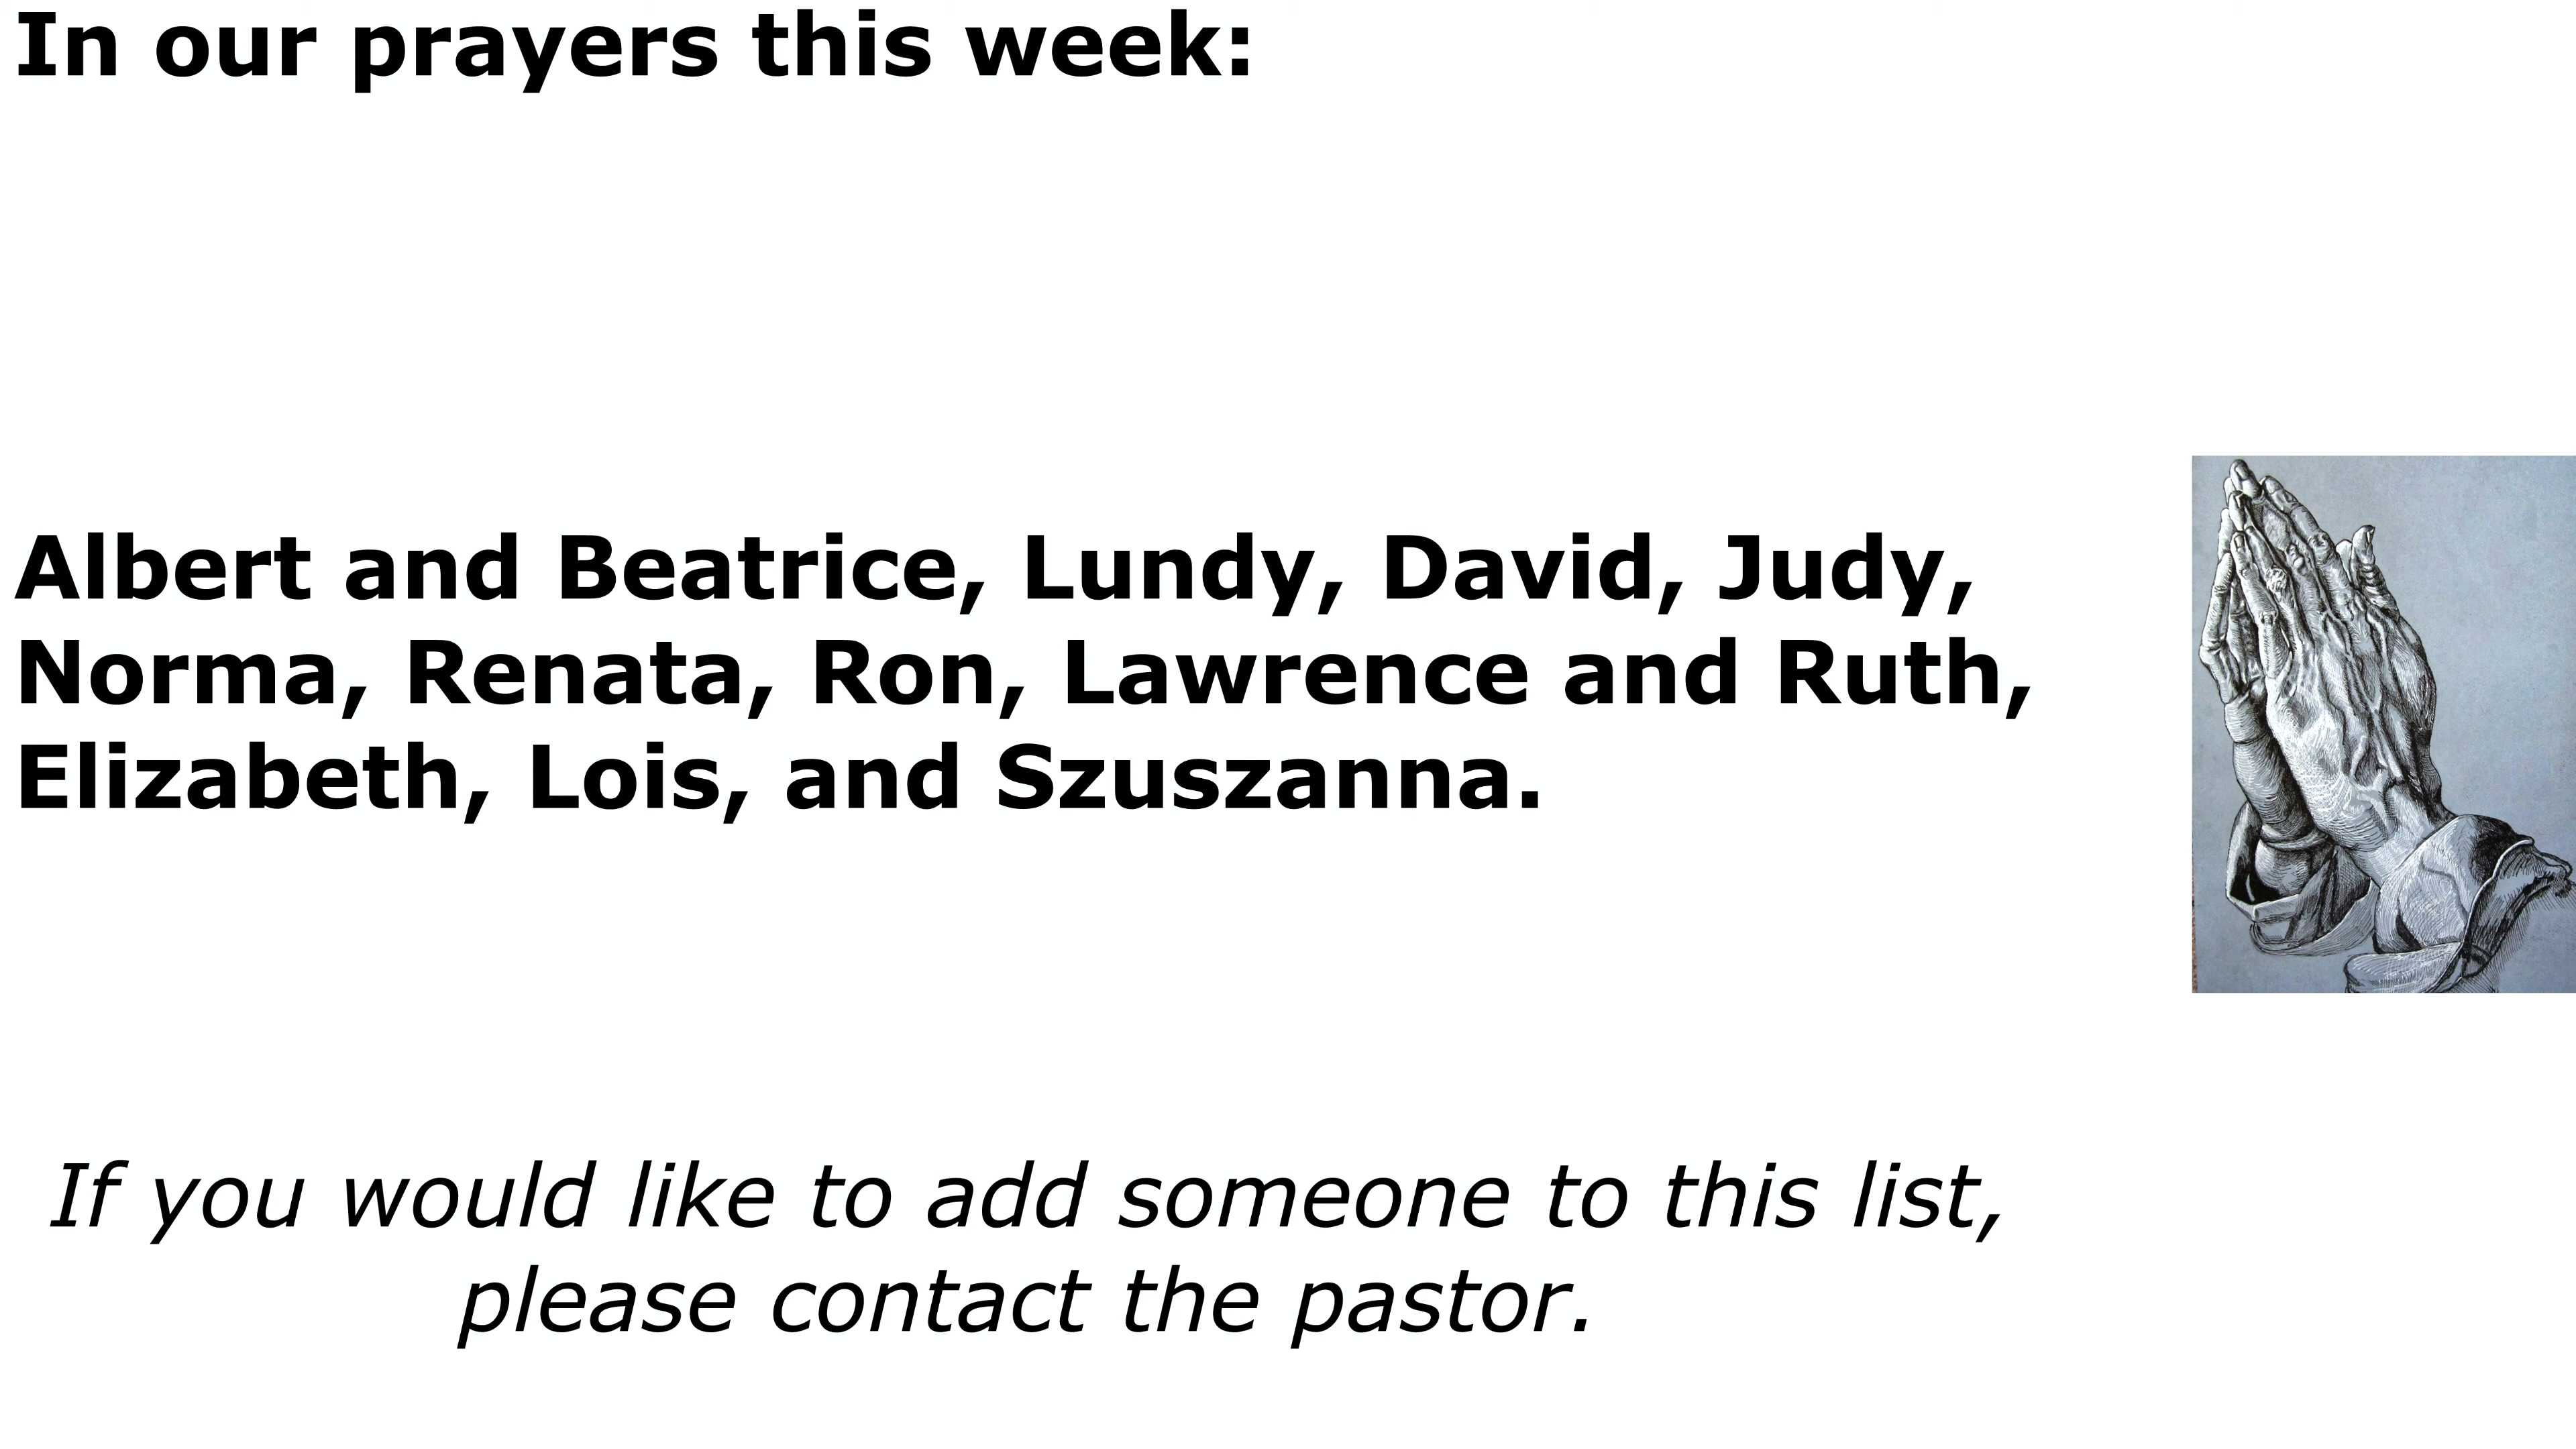 In our prayers this week:
Albert and Beatrice, Lundy, David, Judy,
Norma, Renata, Ron, Lawrence and Ruth,
Elizabeth, Lois, and Szuszanna.
If you would like to add someone to this list,
please contact the pastor.